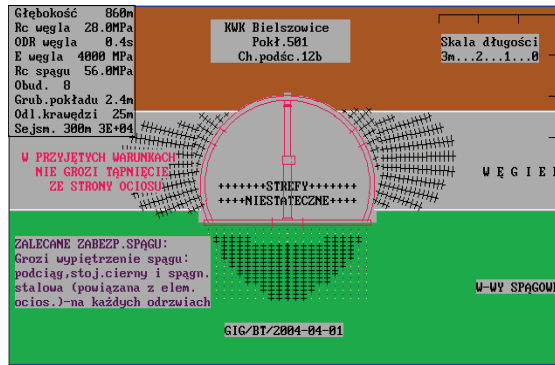 Głębokość 860m
Rc węgla 28.0MPa
ODR węgla 0.4s
E węgla 4000 MPa
Rc spągu 56.0MPa
Obud. 8
Grub.pokładu 2.4m
Odl.krawędzi 25m
Sejsm. 300m 3E+04
KWK Bielszowice
Pokł.501
Ch.podśc.12b
Skala długości
3m...2...1...0
W PRZYJĘTYCH WARUNKACH
NIE GROZI TĄPNIĘCIE
ZE STRONY OCIOSU
+++++++STREFY+++++++
++++NIESTATECZNE++++
W Ę G I E
ZALECANE ZABEZP.SPĄGU:
Grozi wypiętrzenie spągu:
podciąg,stoj.cierny i spągn.
stalowa (powiązana z elem.
ocios.)-na każdych odrzwiach
W-WY SPĄGOW
GIG/BT/2004-04-01